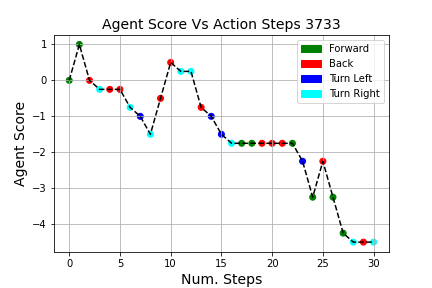 Agent Score Vs Action Steps 3733
Forward
Back
Turn Left
Turn Right
Agent Score
1
0
−1
−2
−3
−4
0 5 10 15 20 25 30
Num. Steps